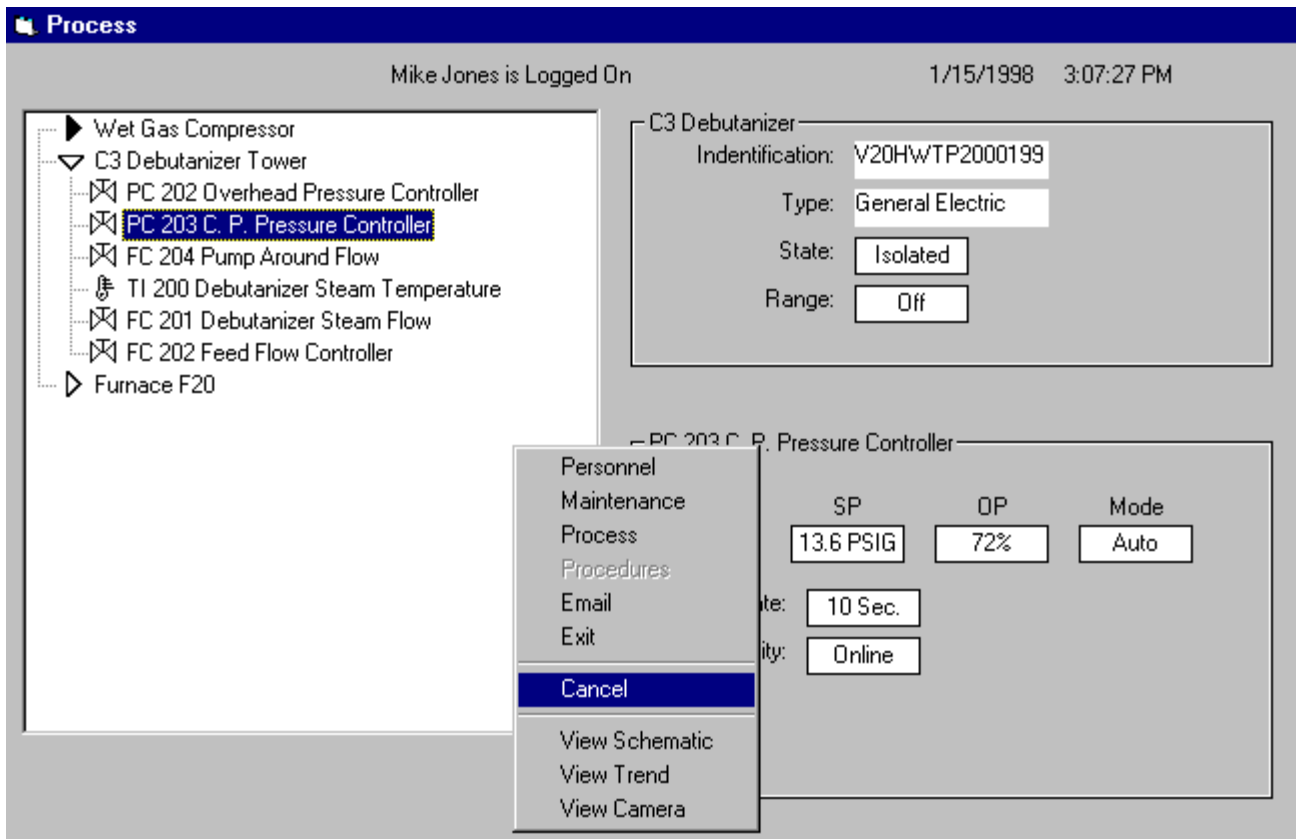 Process
Mike Jones is Logged On 1/15/1998 3:07:27 PM
Wet Gas Compressor
C3 Debutanizer Tower
PC 202 Overhead Pressure Controller
PC 203 C. P. Pressure Controller
FC 204 Pump Around Flow
TI 200 Debutanizer Steam Temperature
FC 201 Debutanizer Steam Flow
FC 202 Feed Flow Controller
Furnace F20
C3 Debutanizer
Indentification: V20HWTP2000199
Type: General Electric
State: Isolated
Range: Off
PC 203 C. P. Pressure Controller
SP OP Mode
13.6 PSIG 72% Auto
te: 10 Sec.
ity: Online
Personnel
Maintenance
Process
Procedures
Email
Exit
Cancel
View Schematic
View Trend
View Camera